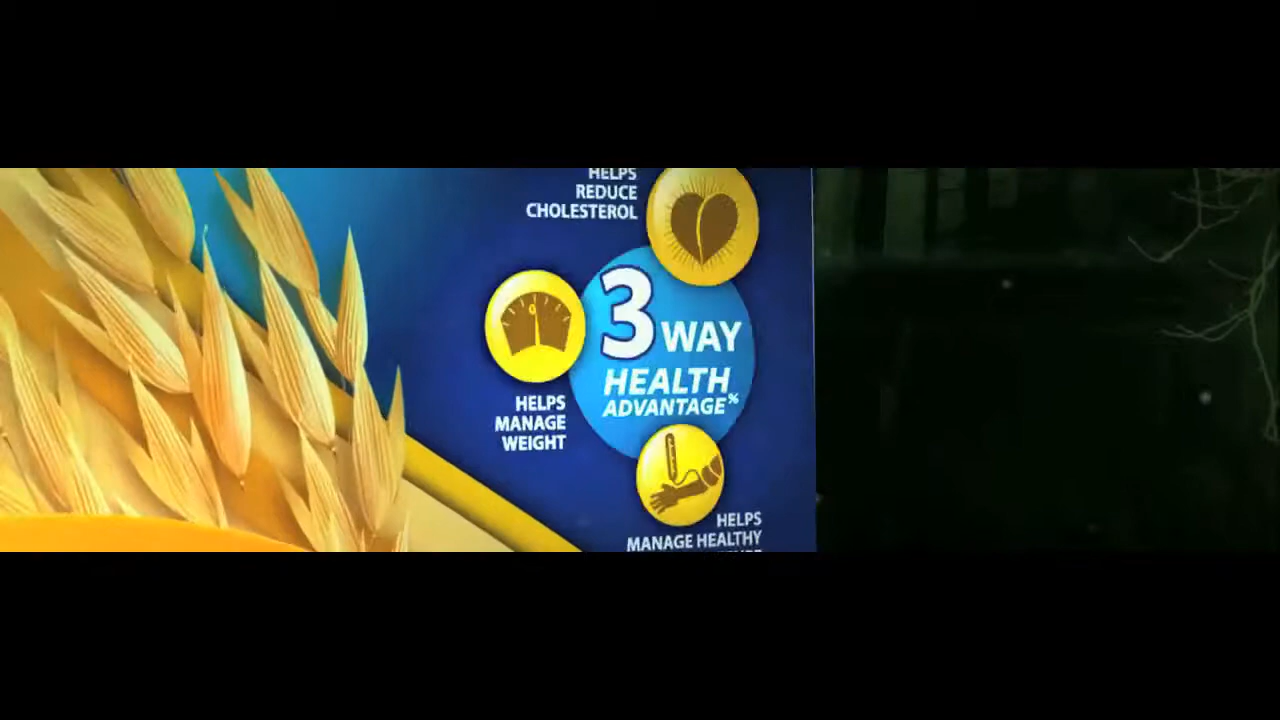 HELPS
REDUCE
CHOLESTEROL
3 WAY
HEALTH
ADVANTAGE%
HELPS
MANAGE
WEIGHT
HELPS
MANAGE HEALTHY